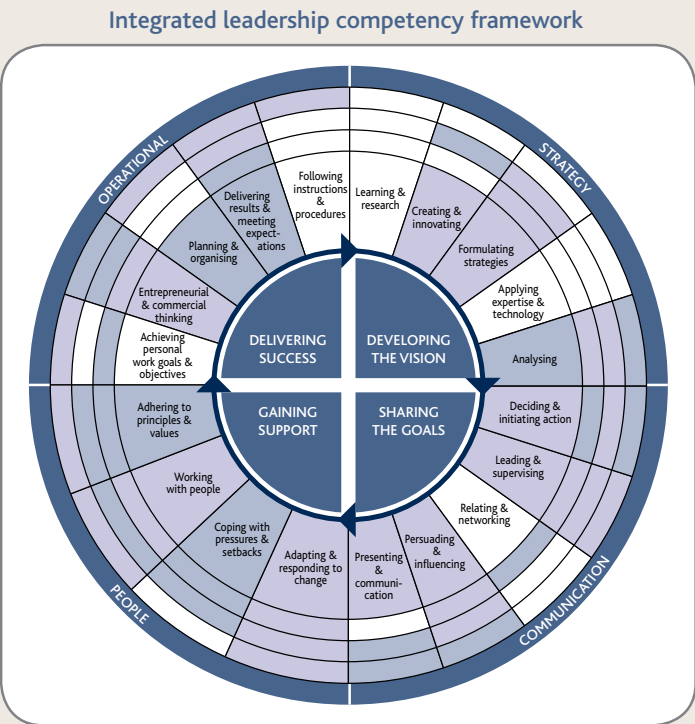 Integrated leadership competency framework
OPERATIONAL
STRATEGY
COMMUNICATION
PEOPLE
Following
instructions
&
procedures
Learning &
research
Creating &
innovating
Formulating
strategies
Applying
expertise &
technology
Analysing
Deciding &
initiating action
Leading &
supervising
Relating &
networking
Persuading
&
influencing
Presenting
&
communi-
cation
Adapting &
responding to
change
Coping with
pressures &
setbacks
Working
with people
Adhering to
principles &
values
Achieving
personal
work goals &
objectives
Entrepreneurial
& commercial
thinking
Planning &
organising
Delivering
results &
meeting
expect-
ations
DELIVERING
SUCCESS
DEVELOPING
THE VISION
GAINING
SUPPORT
SHARING
THE GOALS